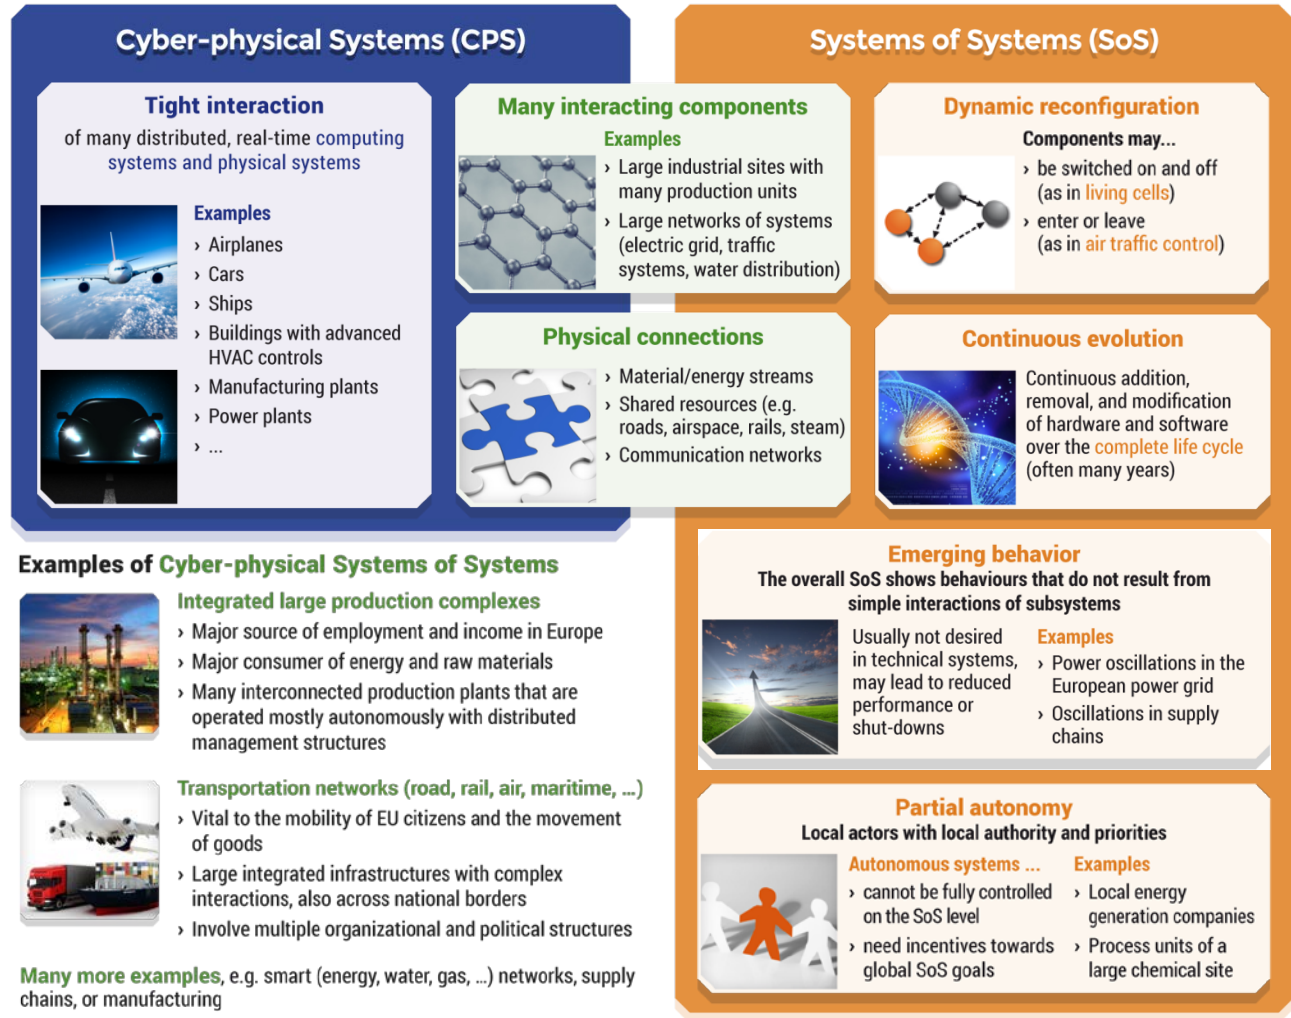 Cyber-physical Systems (CPS)
Systems of Systems (SoS)
Tight interaction
of many distributed, real-time computing
systems and physical systems
Examples
› Airplanes
› Cars
› Ships
› Buildings with advanced
HVAC controls
› Manufacturing plants
› Power plants
› ...
Many interacting components
Examples
› Large industrial sites with
many production units
› Large networks of systems
(electric grid, traffic
systems, water distribution)
Physical connections
› Material/energy streams
› Shared resources (e.g.
roads, airspace, rails, steam)
› Communication networks
Dynamic reconfiguration
Components may...
› be switched on and off
(as in living cells)
› enter or leave
(as in air traffic control)
Continuous evolution
Continuous addition,
removal, and modification
of hardware and software
over the complete life cycle
(often many years)
Emerging behavior
The overall SoS shows behaviours that do not result from
simple interactions of subsystems
Usually not desired
in technical systems,
may lead to reduced
performance or
shut-downs
Examples
› Power oscillations in the
European power grid
› Oscillations in supply
chains
Partial autonomy
Local actors with local authority and priorities
Autonomous systems ...
› cannot be fully controlled
on the SoS level
› need incentives towards
global SoS goals
Examples
› Local energy
generation companies
› Process units of a
large chemical site
Examples of Cyber-physical Systems of Systems
Integrated large production complexes
› Major source of employment and income in Europe
› Major consumer of energy and raw materials
› Many interconnected production plants that are
operated mostly autonomously with distributed
management structures
Transportation networks (road, rail, air, maritime, ...)
› Vital to the mobility of EU citizens and the movement
of goods
› Large integrated infrastructures with complex
interactions, also across national borders
› Involve multiple organizational and political structures
Many more examples, e.g. smart (energy, water, gas, ...) networks, supply
chains, or manufacturing